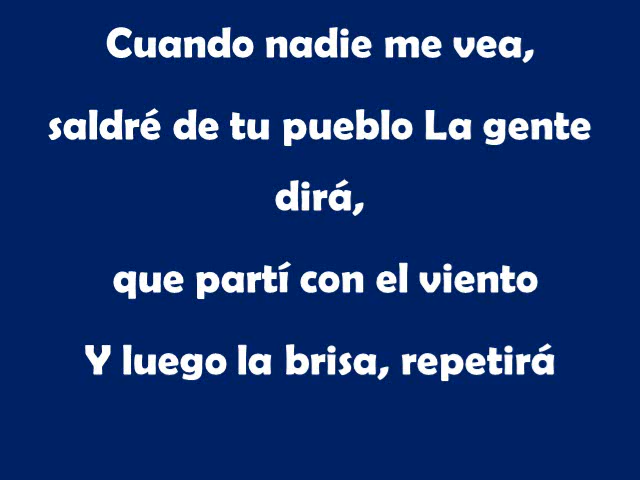 Cuando nadie me vea,
saldré de tu pueblo La gente
dirá,
que partí con el viento
Y luego la brisa, repetirá